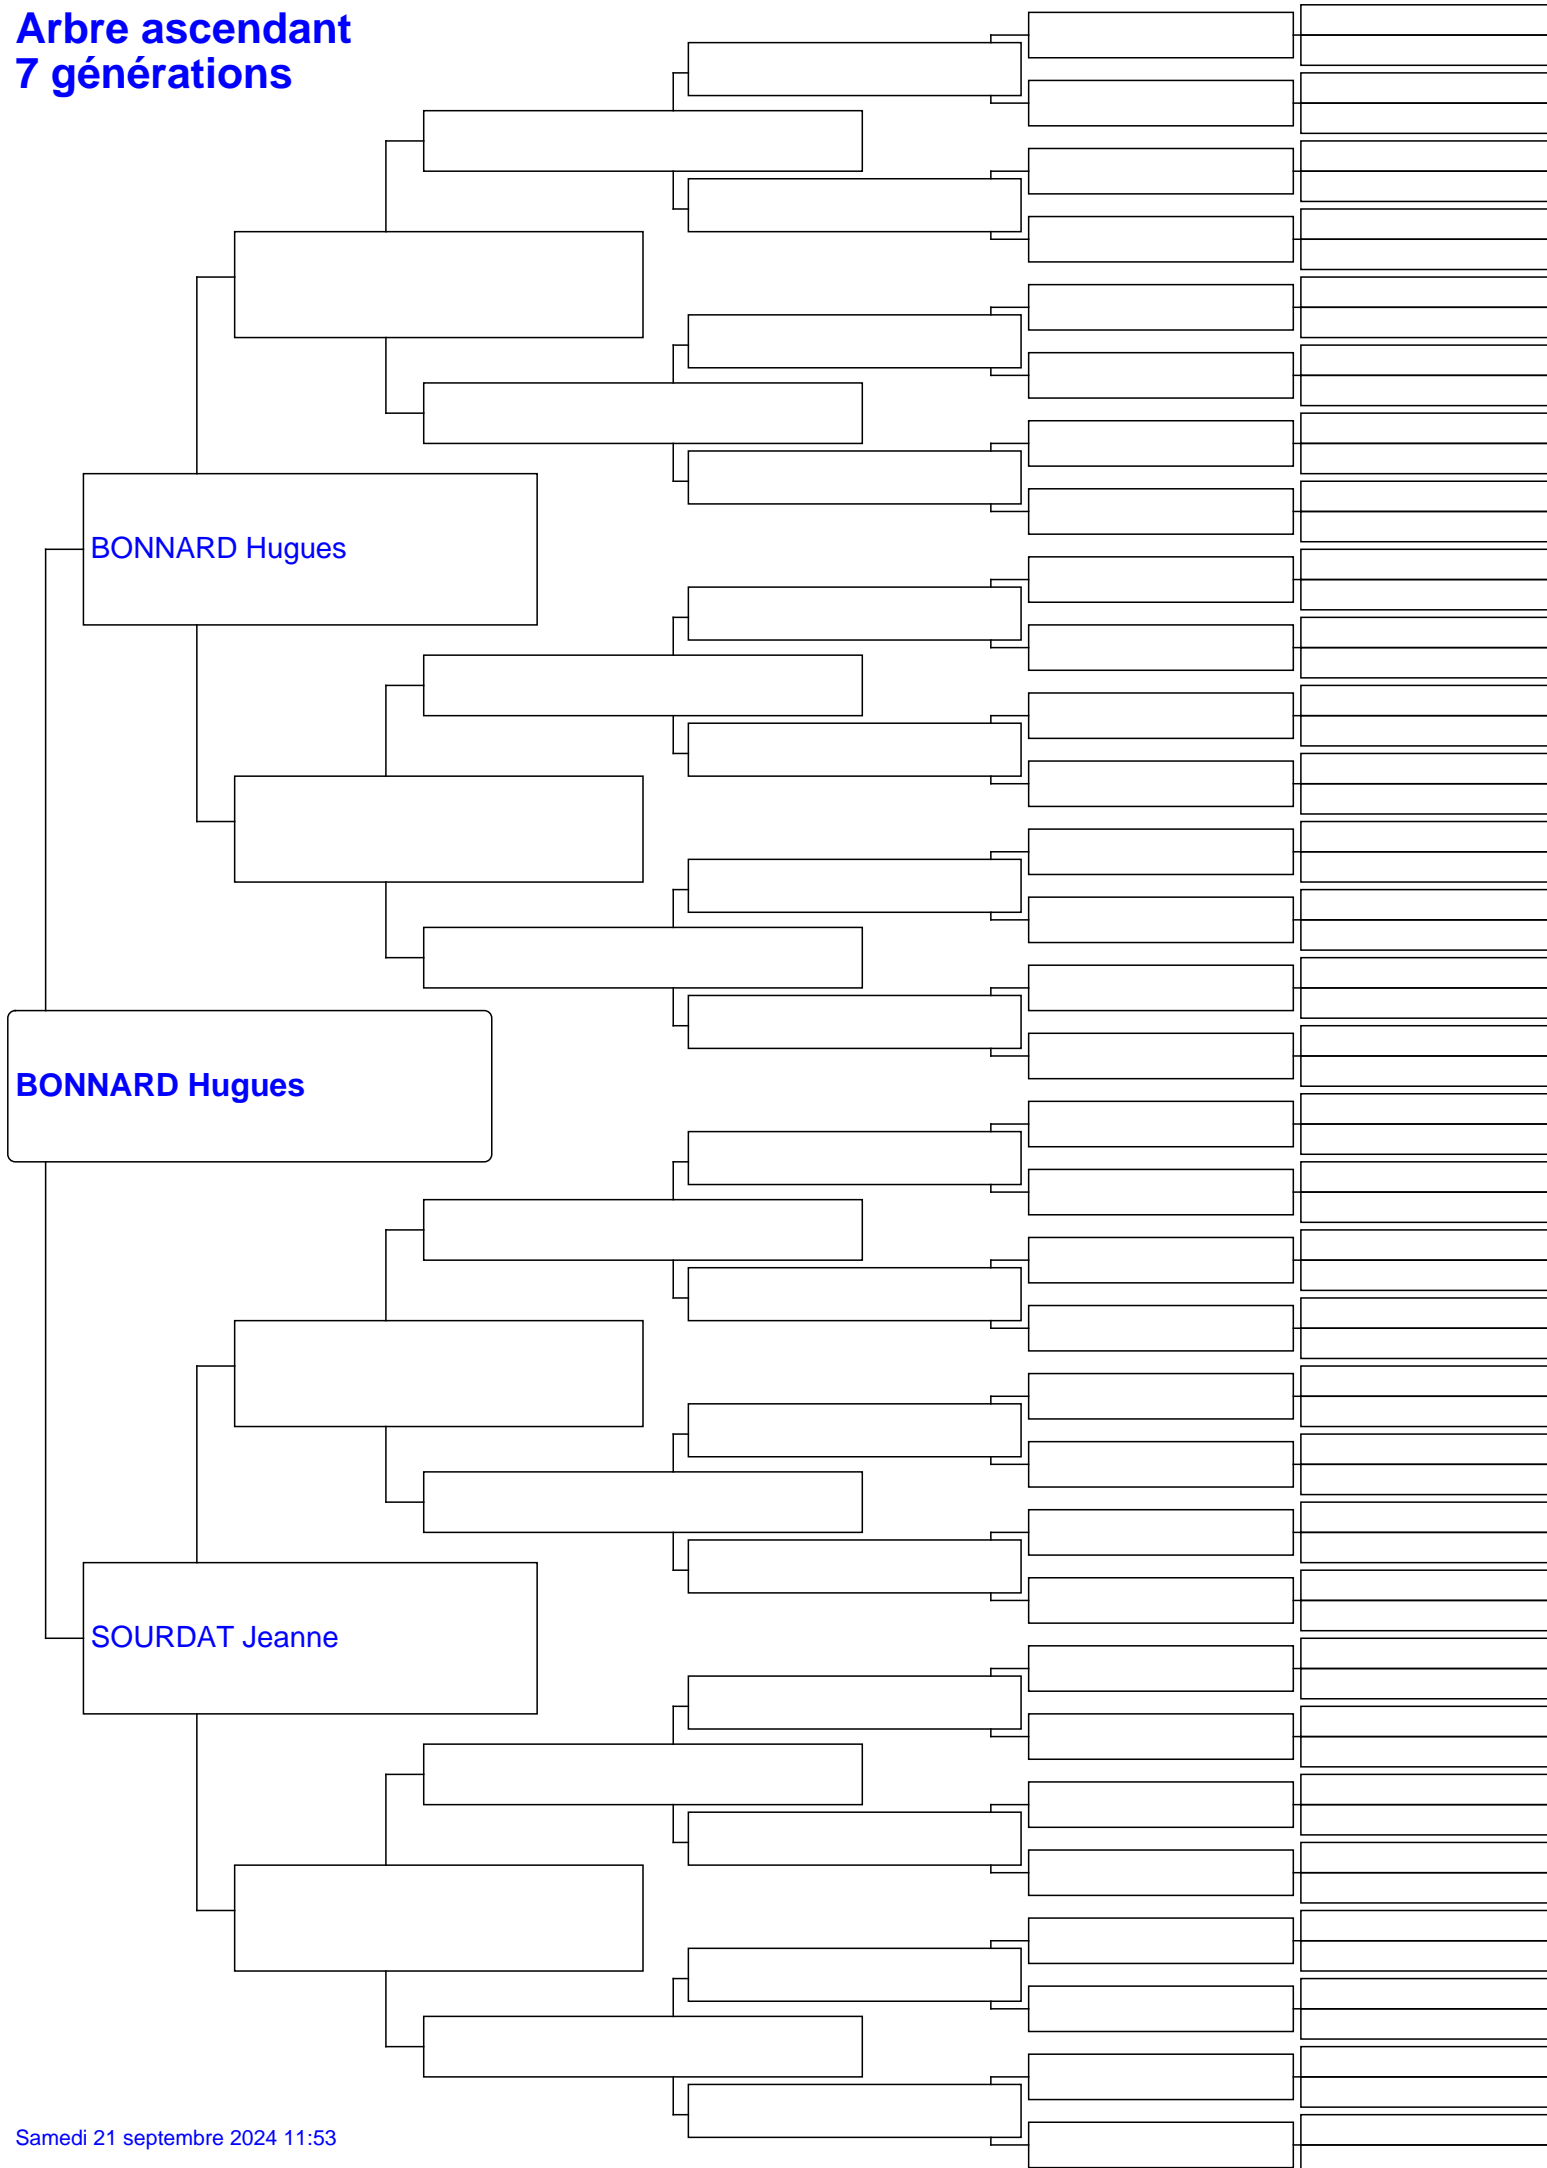 Arbre ascendant
7 générations
BONNARD Hugues
BONNARD Hugues
SOURDAT Jeanne
Samedi 21 septembre 2024 11:53